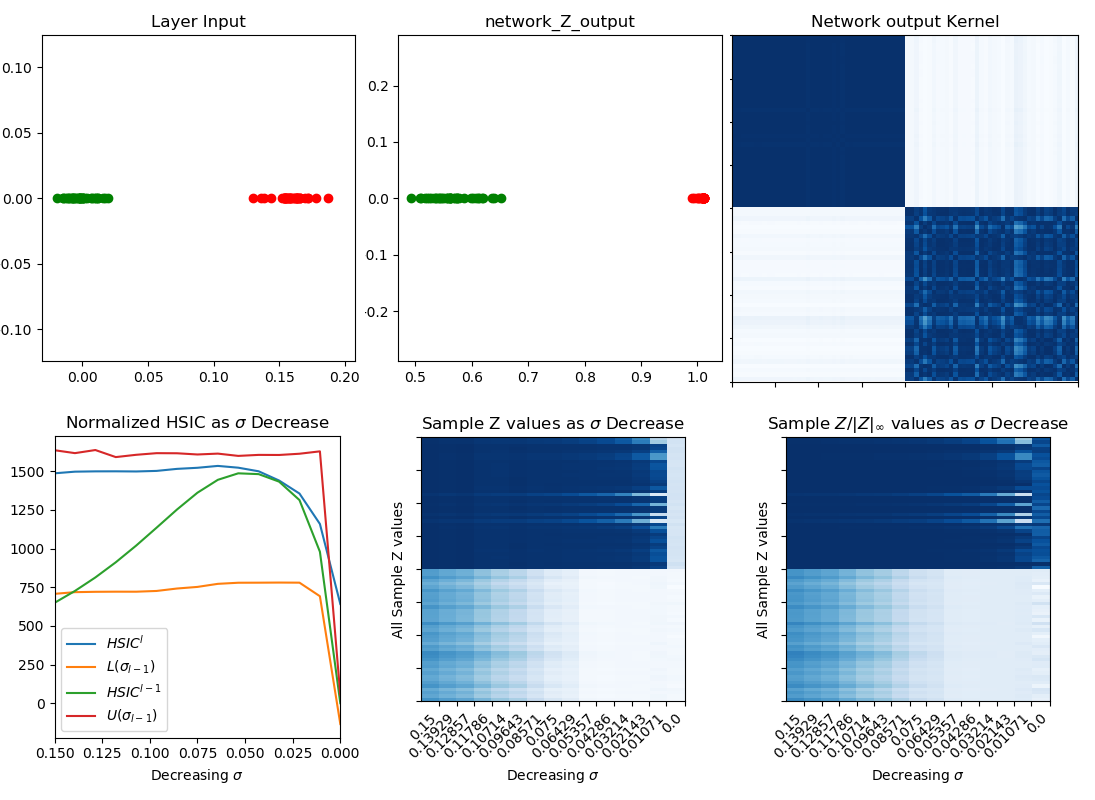 Layer Input
0.10
0.05
0.00
0.05
0.10
0.00 0.05 0.10 0.15 0.20
network_Z_output
0.2
0.1
0.0
0.1
0.2
0.5 0.6 0.7 0.8 0.9 1.0
Network output Kernel
Normalized HSIC as σ Decrease
1500
1250
1000
750
500
250
0
HSIC^l
L(σ_{l−1})
HSIC^{l−1}
U(σ_{l−1})
0.150 0.125 0.100 0.075 0.050 0.025 0.000
Decreasing σ
Sample Z values as σ Decrease
All Sample Z values
0.15 0.13929 0.12857 0.11786 0.10714 0.09643 0.08571 0.075 0.06429 0.05357 0.04286 0.03214 0.02143 0.01071 0.0
Decreasing σ
Sample Z/|Z|∞ values as σ Decrease
All Sample Z values
0.15 0.13929 0.12857 0.11786 0.10714 0.09643 0.08571 0.075 0.06429 0.05357 0.04286 0.03214 0.02143 0.01071 0.0
Decreasing σ